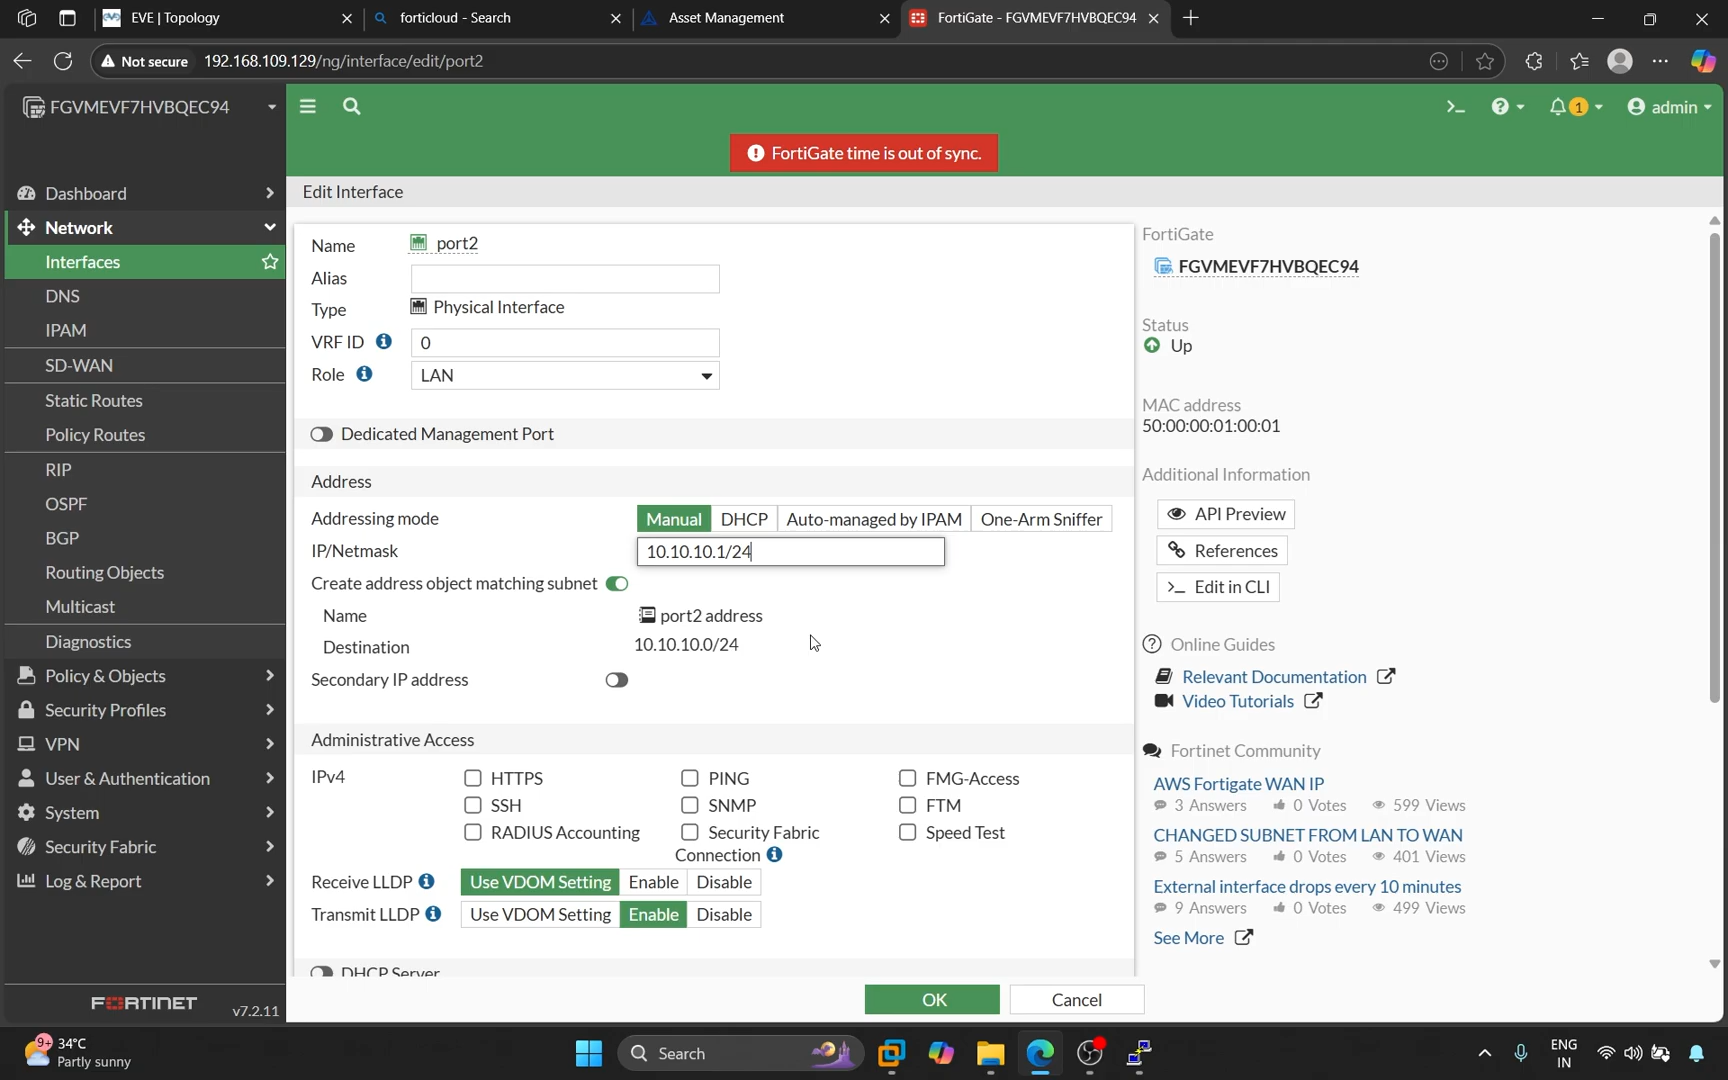 EVE | Topology
forticloud - Search
Asset Management
FortiGate - FGVMEVF7HVBQEC94
Not secure
192.168.109.129/ng/interface/edit/port2
FGVMEVF7HVBQEC94
1
admin
FortiGate time is out of sync.
Dashboard
Network
Interfaces
DNS
IPAM
SD-WAN
Static Routes
Policy Routes
RIP
OSPF
BGP
Routing Objects
Multicast
Diagnostics
Policy & Objects
Security Profiles
VPN
User & Authentication
System
Security Fabric
Log & Report
FORTINET
v7.2.11
Edit Interface
Name port2
Alias
Type Physical Interface
VRF ID 0
Role LAN
Dedicated Management Port
Address
Addressing mode Manual DHCP Auto-managed by IPAM One-Arm Sniffer
IP/Netmask 10.10.10.1/24
Create address object matching subnet
Name port2 address
Destination 10.10.10.0/24
Secondary IP address
Administrative Access
IPv4 HTTPS PING FMG-Access
SSH SNMP FTM
RADIUS Accounting Security Fabric Speed Test
Connection
Receive LLDP Use VDOM Setting Enable Disable
Transmit LLDP Use VDOM Setting Enable Disable
DHCP Server
OK Cancel
FortiGate
FGVMEVF7HVBQEC94
Status
Up
MAC address
50:00:00:01:00:01
Additional Information
API Preview
References
Edit in CLI
Online Guides
Relevant Documentation
Video Tutorials
Fortinet Community
AWS Fortigate WAN IP
3 Answers 0 Votes 599 Views
CHANGED SUBNET FROM LAN TO WAN
5 Answers 0 Votes 401 Views
External interface drops every 10 minutes
9 Answers 0 Votes 499 Views
See More
9+
34°C
Partly sunny
Search
ENG
IN